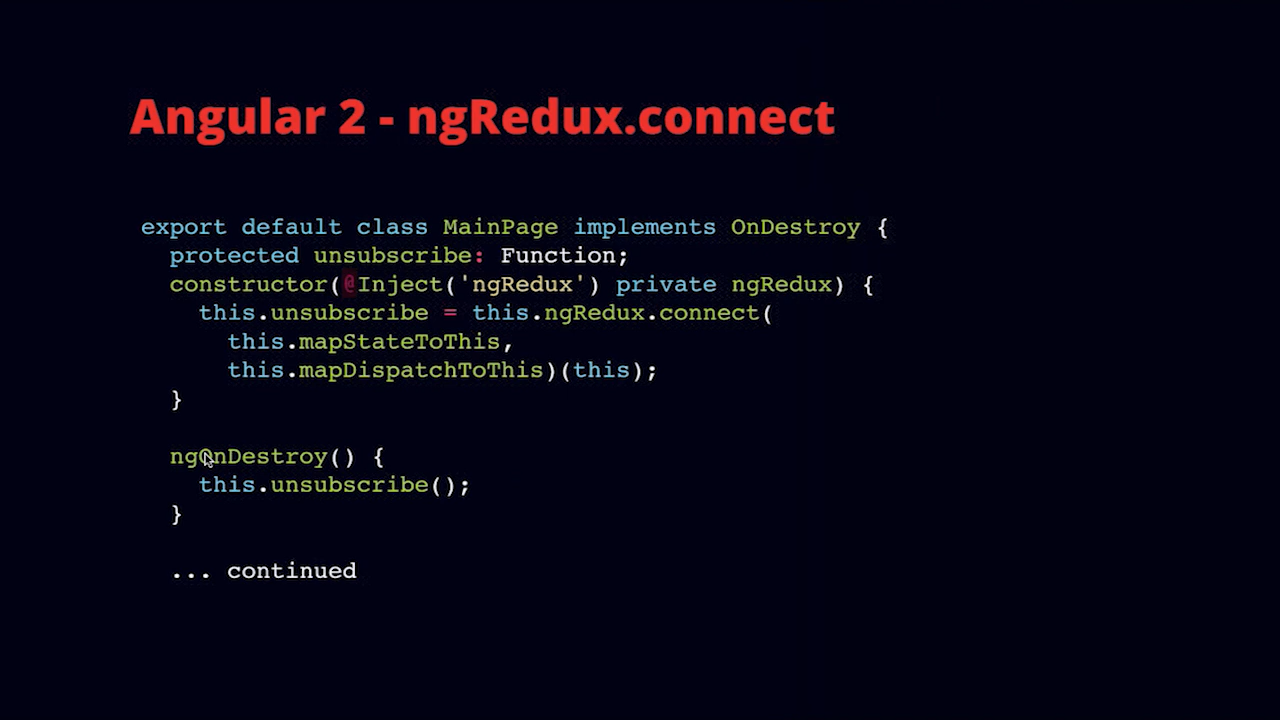 Angular 2 - ngRedux.connect
export default class MainPage implements OnDestroy {
  protected unsubscribe: Function;
  constructor(@Inject('ngRedux') private ngRedux) {
    this.unsubscribe = this.ngRedux.connect(
      this.mapStateToThis,
      this.mapDispatchToThis)(this);
  }
  ngOnDestroy() {
    this.unsubscribe();
  }
  ... continued